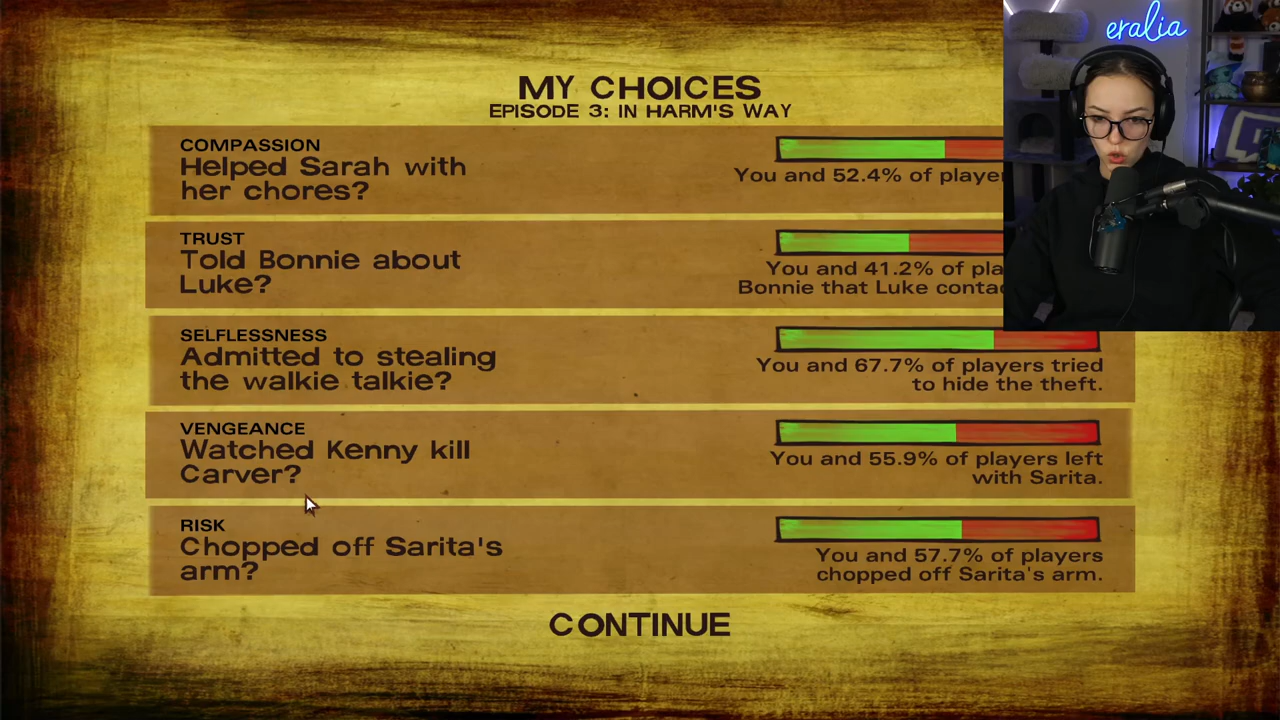 eralia
MY CHOICES
EPISODE 3: IN HARM'S WAY
COMPASSION
Helped Sarah with
her chores?
You and 52.4% of
TRUST
Told Bonnie about
Luke?
You and 41.2% of
Bonnie that Luke
SELFLESSNESS
Admitted to stealing
the walkie talkie?
You and 67.7% of players tried
to hide the theft.
VENGEANCE
Watched Kenny kill
Carver?
You and 55.9% of players left
with Sarita.
RISK
Chopped off Sarita's
arm?
You and 57.7% of players
chopped off Sarita's arm.
CONTINUE